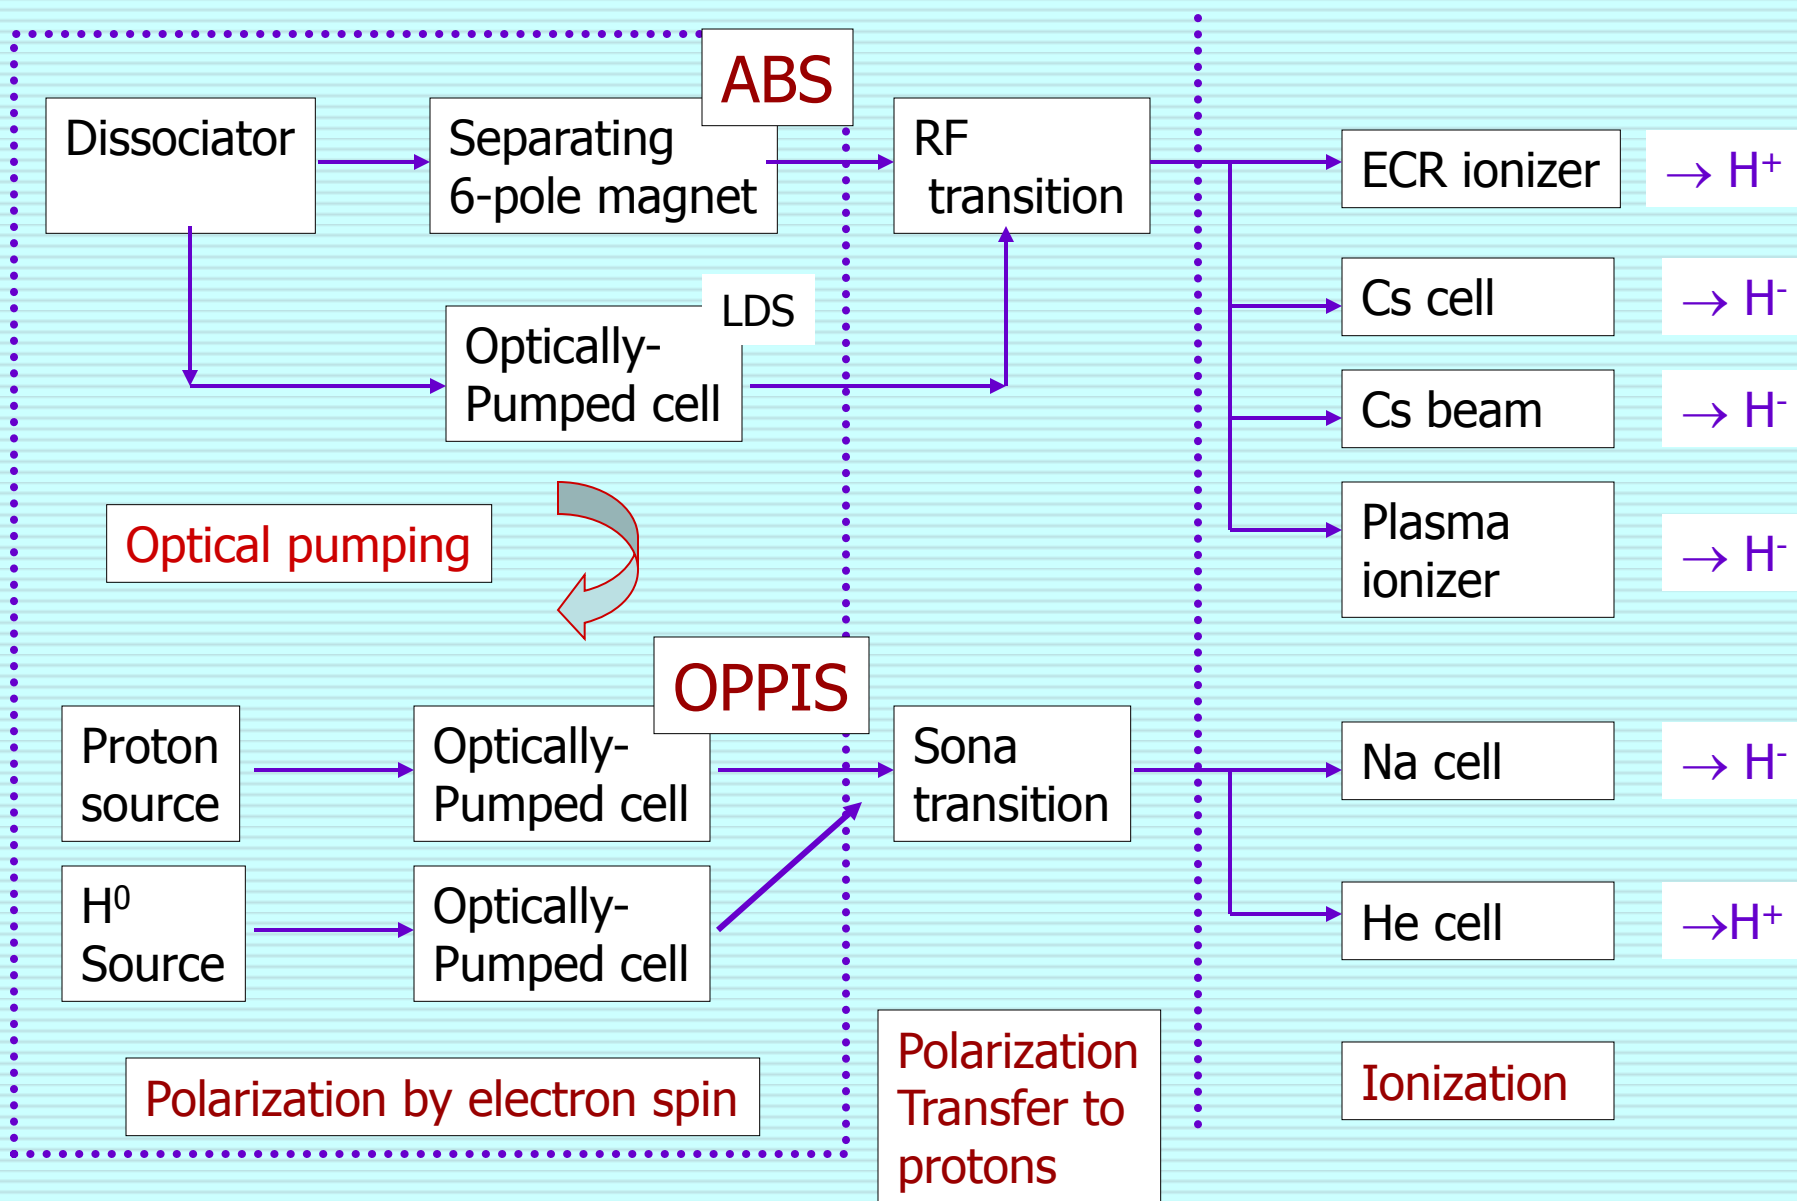 ABS
Dissociator
Separating
6-pole magnet
RF
transition
ECR ionizer
→ H⁺
LDS
Optically-
Pumped cell
Cs cell
→ H⁻
Cs beam
→ H⁻
Optical pumping
Plasma
ionizer
→ H⁻
OPPIS
Proton
source
Optically-
Pumped cell
Sona
transition
Na cell
→ H⁻
H⁰
Source
Optically-
Pumped cell
He cell
→H⁺
Polarization by electron spin
Polarization
Transfer to
protons
Ionization